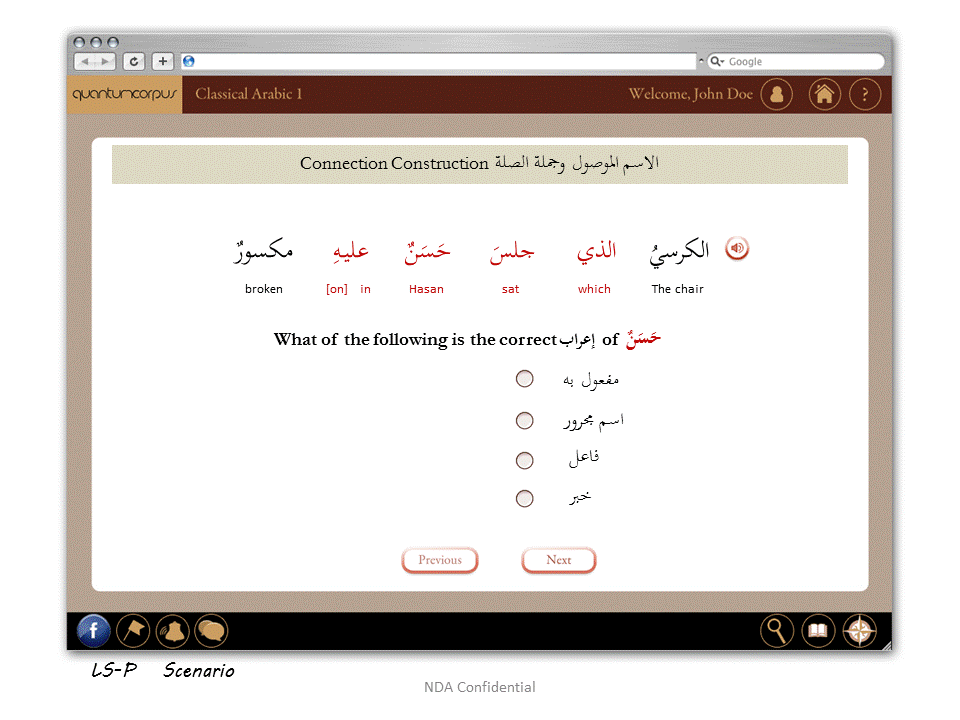 Google
quantumcorpus Classical Arabic 1 Welcome, John Doe ?
الاسم الموصول وجملة الصلة Connection Construction
الكرسيُ الذي جلسَ حَسَنٌ عليهِ مكسورٌ
broken [on] in Hasan sat which The chair
What of the following is the correct إعراب of حَسَنٌ
مفعول به
اسم مجرور
فاعل
خبر
Previous Next
f
LS-P Scenario
NDA Confidential